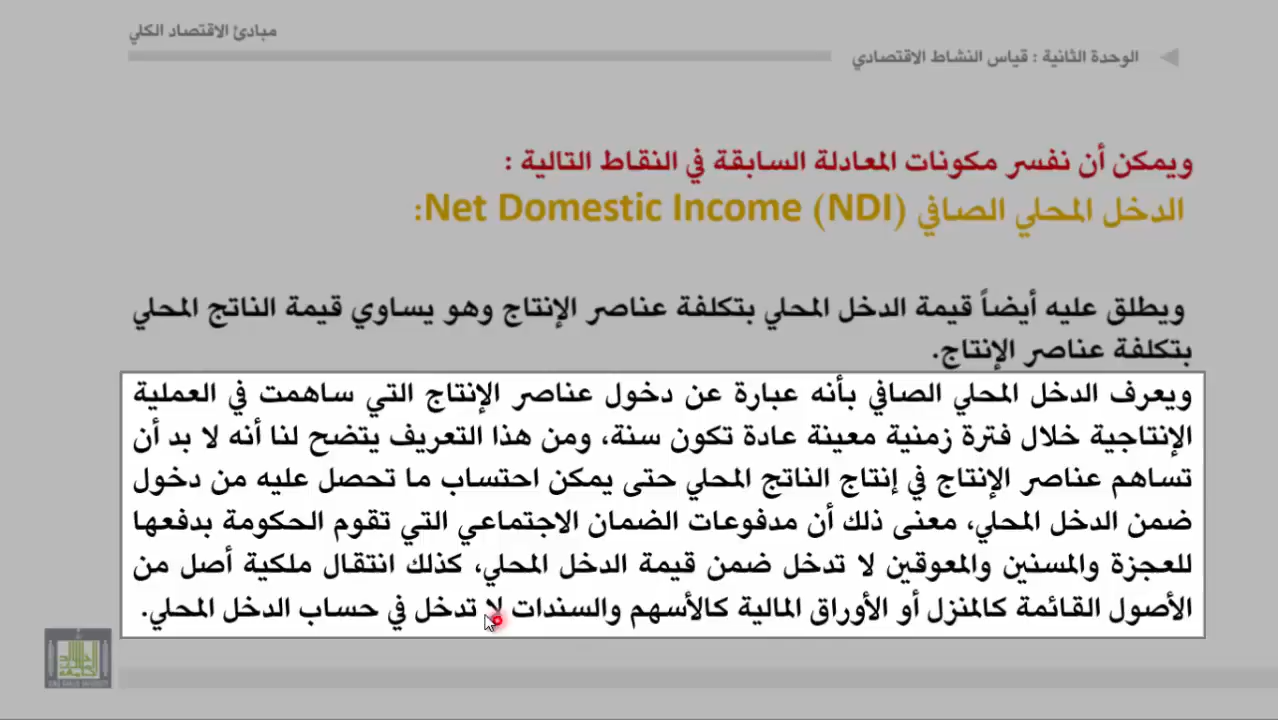 مبادئ الاقتصاد الكلي
الوحدة الثانية : قياس النشاط الاقتصادي
ويمكن أن نفسر مكونات المعادلة السابقة في النقاط التالية :
الدخل المحلي الصافي Net Domestic Income (NDI):
ويطلق عليه أيضاً قيمة الدخل المحلي بتكلفة عناصر الإنتاج وهو يساوي قيمة الناتج المحلي
بتكلفة عناصر الإنتاج.
ويعرف الدخل المحلي الصافي بأنه عبارة عن دخول عناصر الإنتاج التي ساهمت في العملية
الإنتاجية خلال فترة زمنية معينة عادة تكون سنة، ومن هذا التعريف يتضح لنا أنه لا بد أن
تساهم عناصر الإنتاج في إنتاج الناتج المحلي حتى يمكن احتساب ما تحصل عليه من دخول
ضمن الدخل المحلي، معنى ذلك أن مدفوعات الضمان الاجتماعي التي تقوم الحكومة بدفعها
للعجزة والمسنين والمعوقين لا تدخل ضمن قيمة الدخل المحلي، كذلك انتقال ملكية أصل من
الأصول القائمة كالمنزل أو الأوراق المالية كالأسهم والسندات لا تدخل في حساب الدخل المحلي.